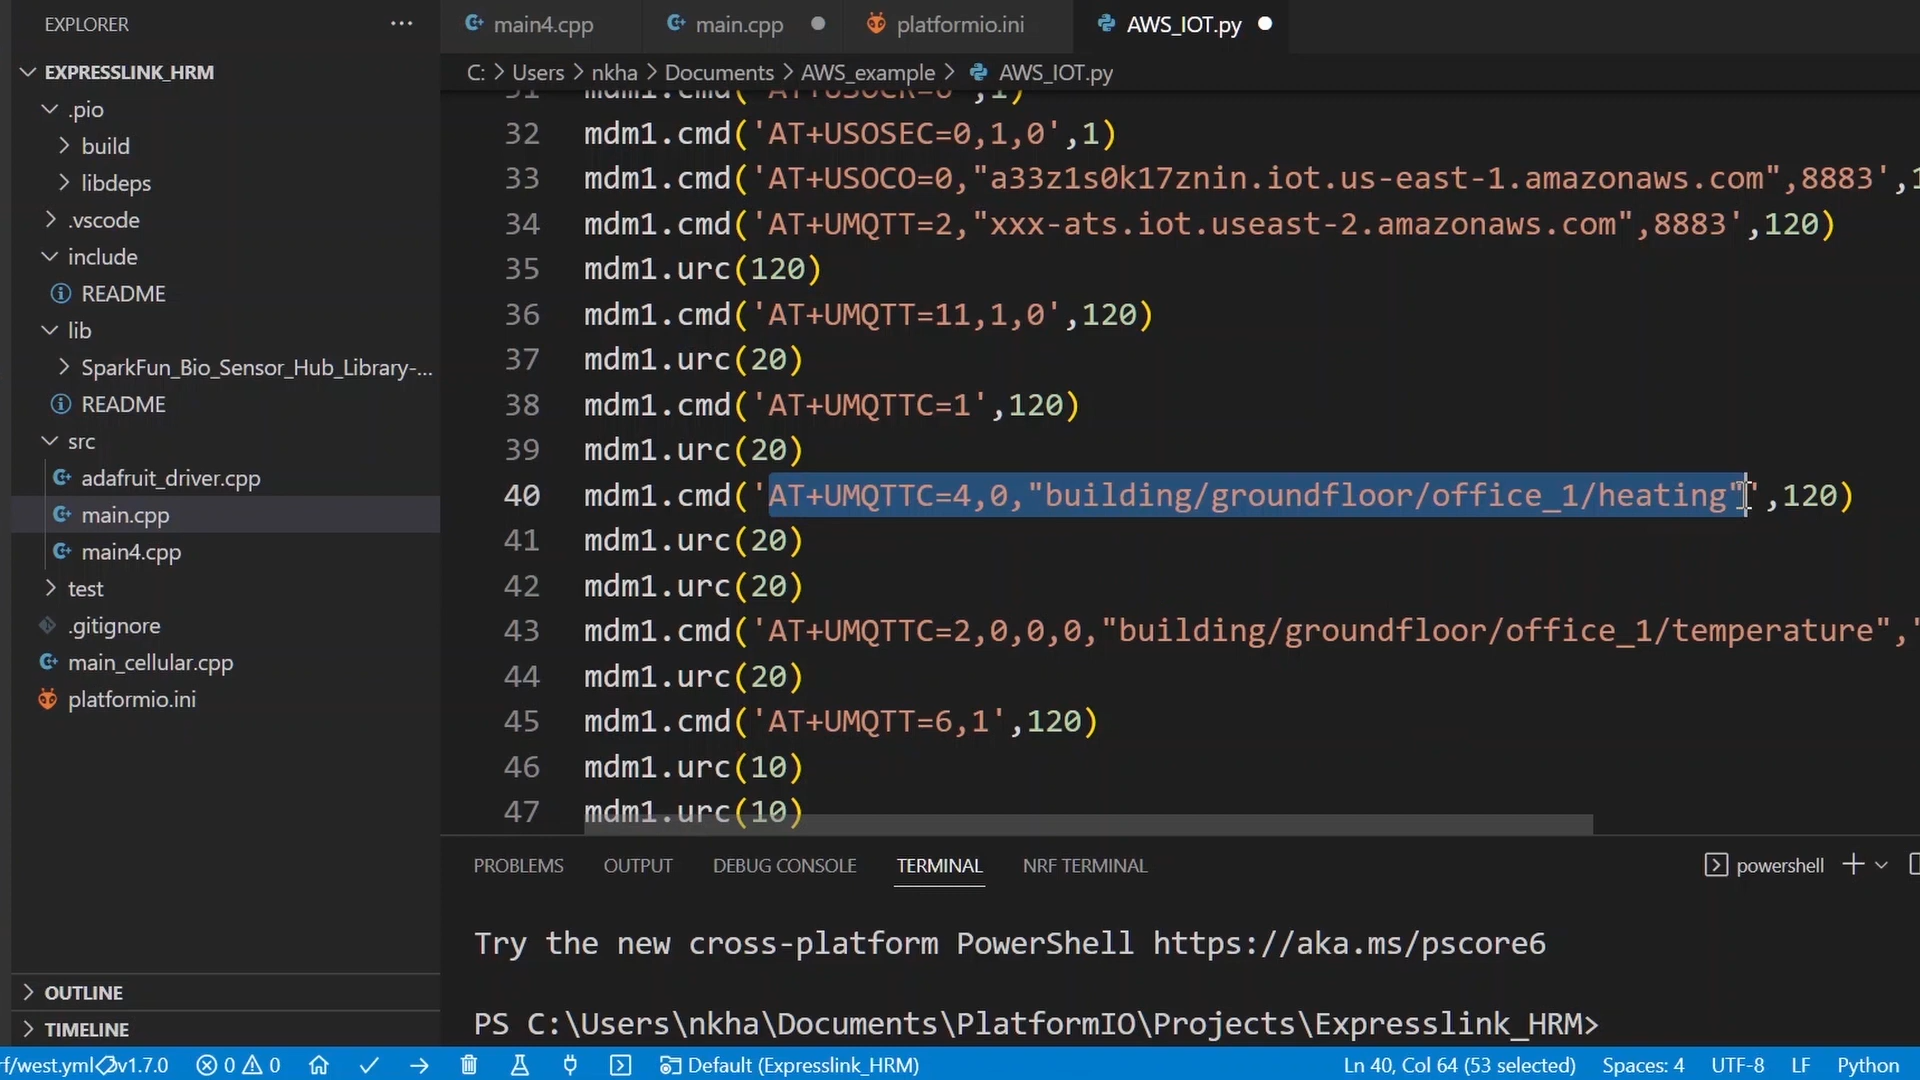 EXPLORER
main4.cpp
main.cpp
platformio.ini
AWS_IOT.py
EXPRESSLINK_HRM
C: > Users > nkha > Documents > AWS_example > AWS_IOT.py
.pio
build
libdeps
.vscode
include
README
lib
SparkFun_Bio_Sensor_Hub_Library-...
README
src
adafruit_driver.cpp
main.cpp
main4.cpp
test
.gitignore
main_cellular.cpp
platformio.ini
OUTLINE
TIMELINE
32 mdm1.cmd('AT+USOSEC=0,1,0',1)
33 mdm1.cmd('AT+USOCO=0,"a33z1s0k17znin.iot.us-east-1.amazonaws.com",8883',1
34 mdm1.cmd('AT+UMQTT=2,"xxx-ats.iot.useast-2.amazonaws.com",8883',120)
35 mdm1.urc(120)
36 mdm1.cmd('AT+UMQTT=11,1,0',120)
37 mdm1.urc(20)
38 mdm1.cmd('AT+UMQTTC=1',120)
39 mdm1.urc(20)
40 mdm1.cmd('AT+UMQTTC=4,0,"building/groundfloor/office_1/heating"',120)
41 mdm1.urc(20)
42 mdm1.urc(20)
43 mdm1.cmd('AT+UMQTTC=2,0,0,0,"building/groundfloor/office_1/temperature","
44 mdm1.urc(20)
45 mdm1.cmd('AT+UMQTT=6,1',120)
46 mdm1.urc(10)
47 mdm1.urc(10)
PROBLEMS OUTPUT DEBUG CONSOLE TERMINAL NRF TERMINAL
powershell
Try the new cross-platform PowerShell https://aka.ms/pscore6
PS C:\Users\nkha\Documents\PlatformIO\Projects\Expresslink_HRM>
rf/west.yml v1.7.0 0 0 Default (Expresslink_HRM) Ln 40, Col 64 (53 selected) Spaces: 4 UTF-8 LF Python